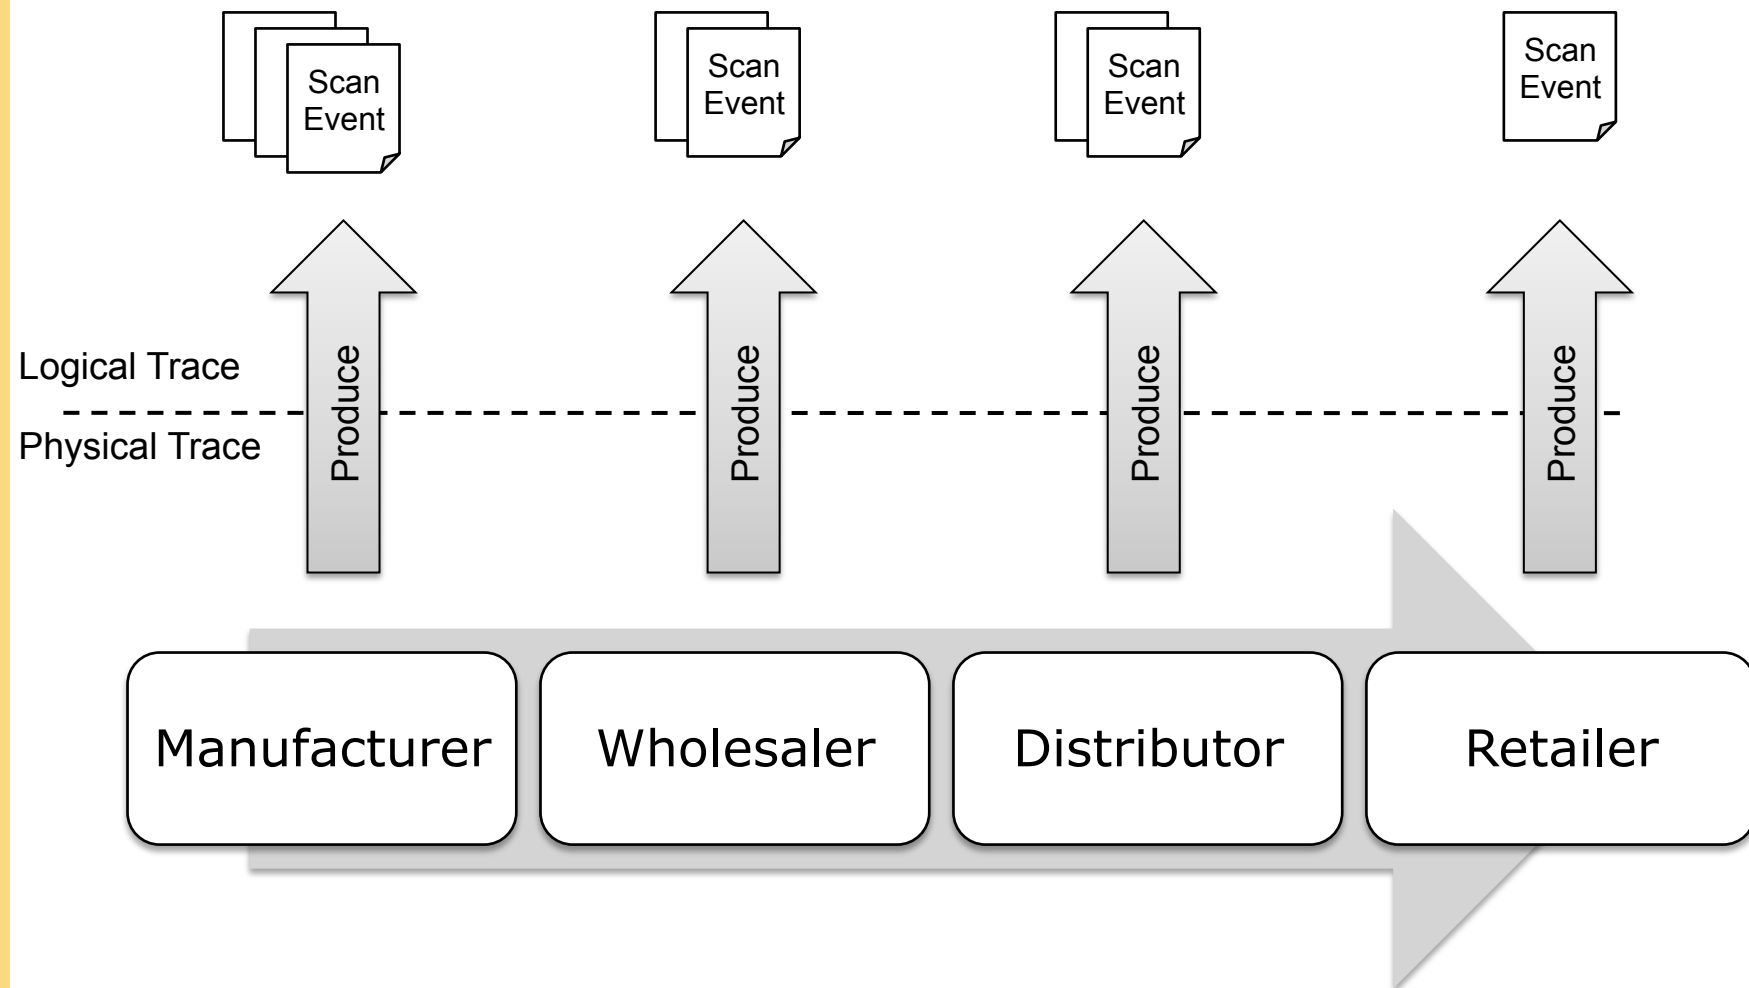 Scan
Event
Scan
Event
Scan
Event
Scan
Event
Produce
Produce
Produce
Produce
Logical Trace
Physical Trace
Manufacturer
Wholesaler
Distributor
Retailer